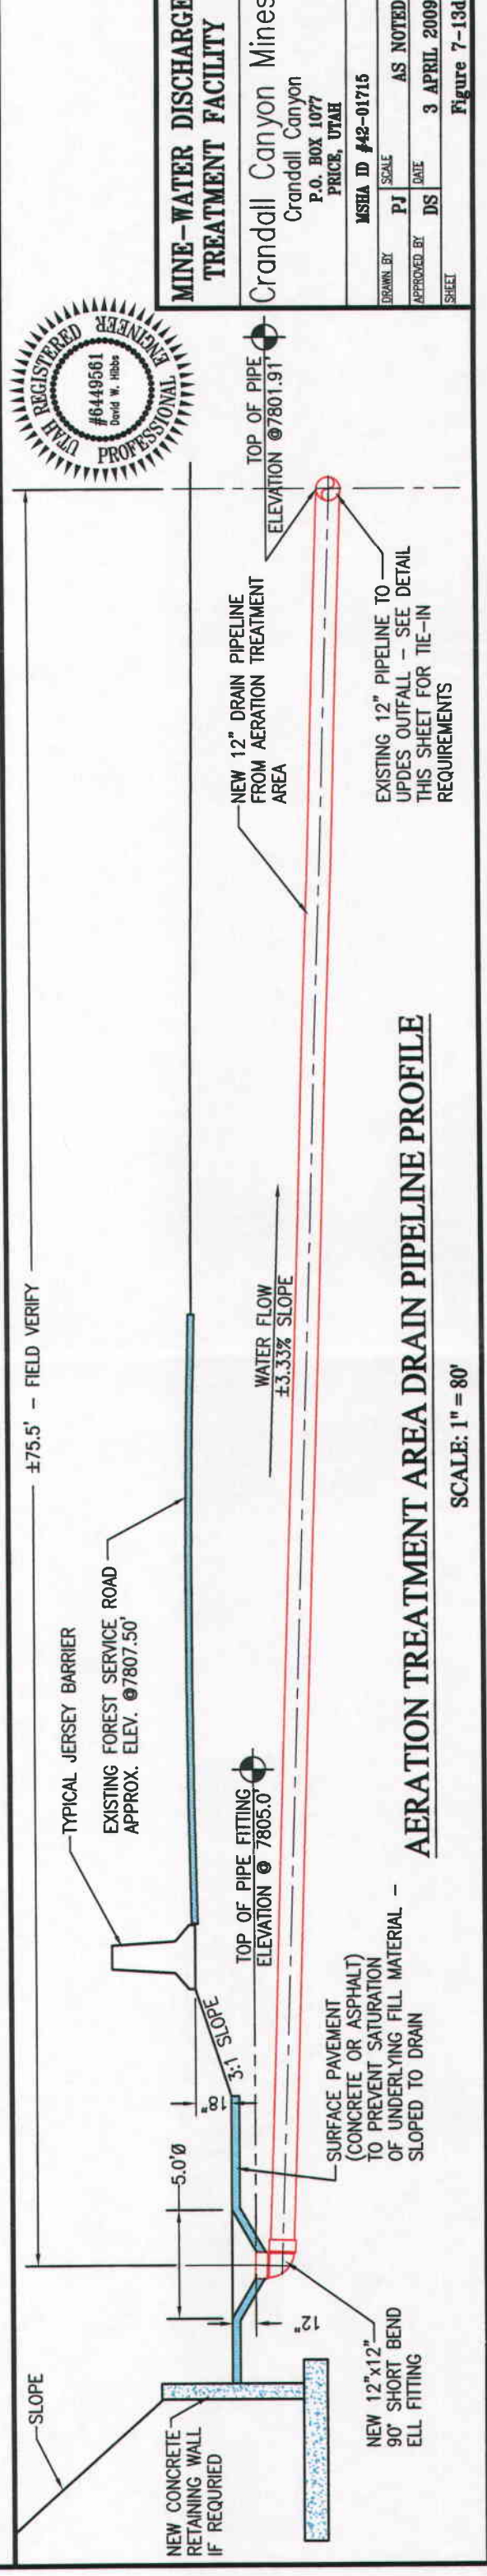 SLOPE
NEW CONCRETE
RETAINING WALL
IF REQURIED
±75.5' - FIELD VERIFY
TYPICAL JERSEY BARRIER
EXISTING FOREST SERVICE ROAD
APPROX. ELEV. @7807.50'
5.0'Ø
18"
3:1 SLOPE
12"
TOP OF PIPE FITTING
ELEVATION @ 7805.0'
NEW 12"x12"
90° SHORT BEND
ELL FITTING
SURFACE PAVEMENT
(CONCRETE OR ASPHALT)
TO PREVENT SATURATION
OF UNDERLYING FILL MATERIAL -
SLOPED TO DRAIN
WATER FLOW
±3.33% SLOPE
NEW 12" DRAIN PIPELINE
FROM AERATION TREATMENT
AREA
TOP OF PIPE
ELEVATION @7801.91'
EXISTING 12" PIPELINE TO
UPDES OUTFALL - SEE DETAIL
THIS SHEET FOR TIE-IN
REQUIREMENTS
AERATION TREATMENT AREA DRAIN PIPELINE PROFILE
SCALE: 1" = 80'
UTAH REGISTERED
PROFESSIONAL ENGINEER
#6449561
David W. Hibbs
MINE-WATER DISCHARGE
TREATMENT FACILITY
Crandall Canyon Mines
Crandall Canyon
P.O. BOX 1077
PRICE, UTAH
MSHA ID #42-01715
DRAWN BY PJ SCALE AS NOTED
APPROVED BY DS DATE 3 APRIL 2009
SHEET Figure 7-13d